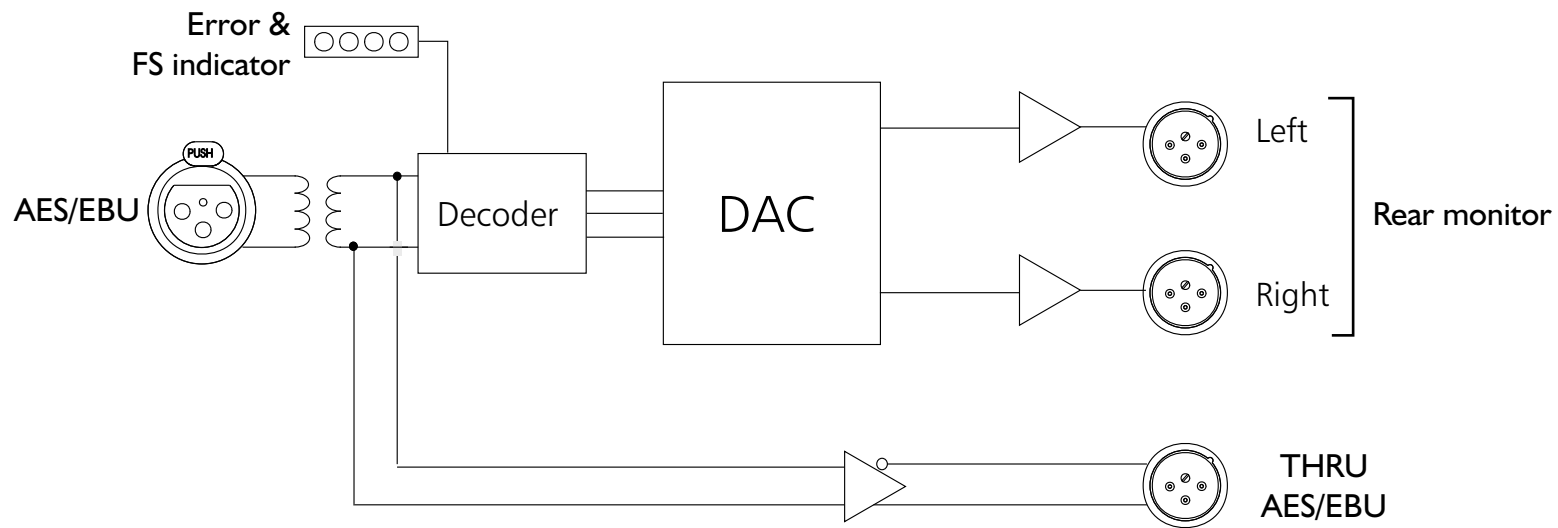 Error &
FS indicator
PUSH
AES/EBU
Decoder
DAC
Left
Right
Rear monitor
THRU
AES/EBU